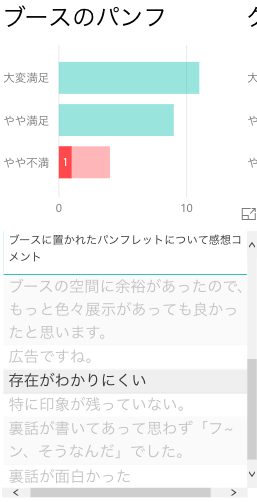 ブースのパンフ
大変満足
やや満足
やや不満
1
0
10
ブースに置かれたパンフレットについて感想コ
メント
ブースの空間に余裕があったので、
もっと色々展示があっても良かっ
たと思います。
広告ですね。
存在がわかりにくい
特に印象が残っていない。
裏話が書いてあって思わず「フ~
ン、そうなんだ」でした。
裏話が面白かった